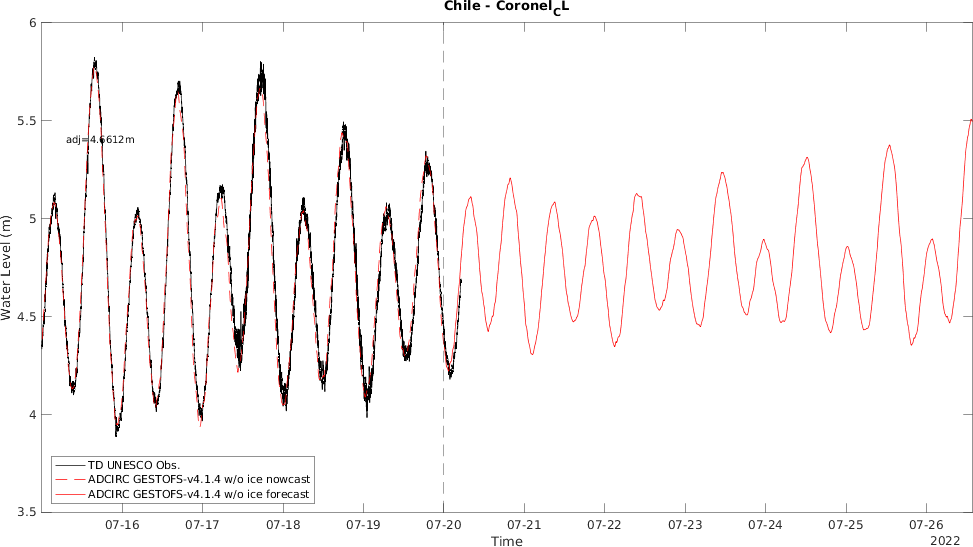 Chile - Coronel_CL
6
5.5
5
4.5
4
3.5
Water Level (m)
adj=4.6612m
TD UNESCO Obs.
ADCIRC GESTOFS-v4.1.4 w/o ice nowcast
ADCIRC GESTOFS-v4.1.4 w/o ice forecast
07-16 07-17 07-18 07-19 07-20 07-21 07-22 07-23 07-24 07-25 07-26
Time
2022